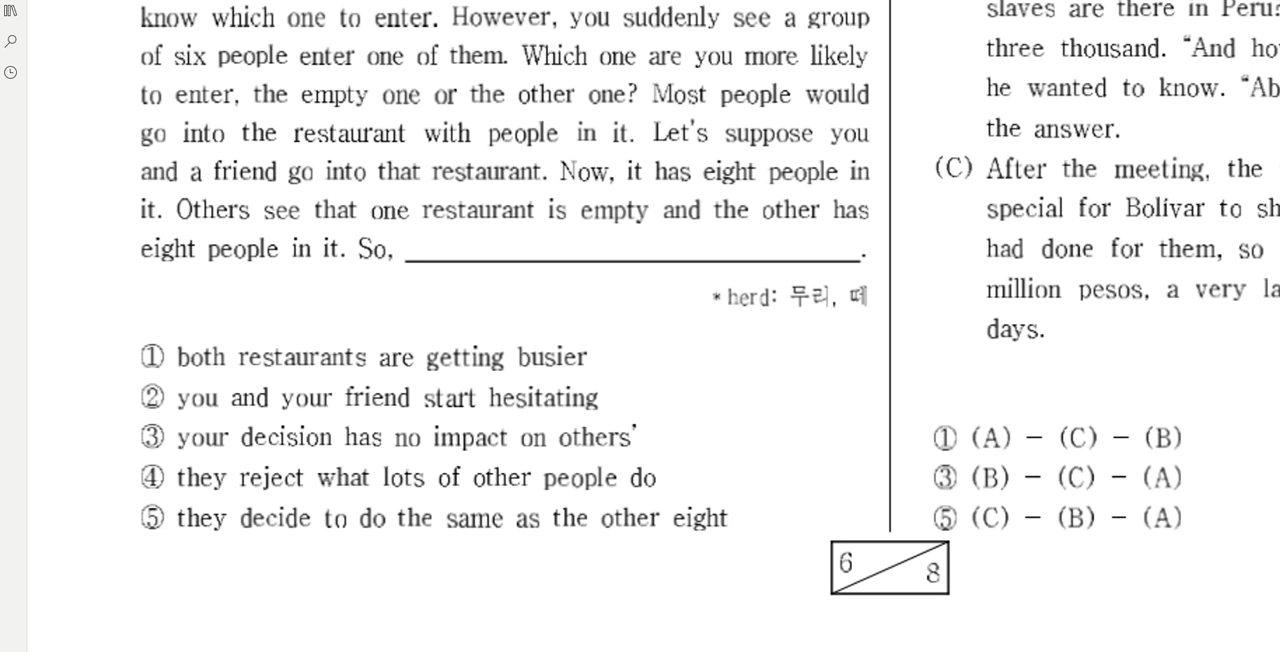 know which one to enter. However, you suddenly see a group
of six people enter one of them. Which one are you more likely
to enter, the empty one or the other one? Most people would
go into the restaurant with people in it. Let's suppose you
and a friend go into that restaurant. Now, it has eight people in
it. Others see that one restaurant is empty and the other has
eight people in it. So, ____________________.
* herd: 무리, 떼
① both restaurants are getting busier
② you and your friend start hesitating
③ your decision has no impact on others'
④ they reject what lots of other people do
⑤ they decide to do the same as the other eight
slaves are there in Peru?
three thousand. “And
he wanted to know.
the answer.
(C) After the meeting, the
special for Bolívar to
had done for them, so
million pesos, a very
days.
① (A) － (C) － (B)
③ (B) － (C) － (A)
⑤ (C) － (B) － (A)
6
8